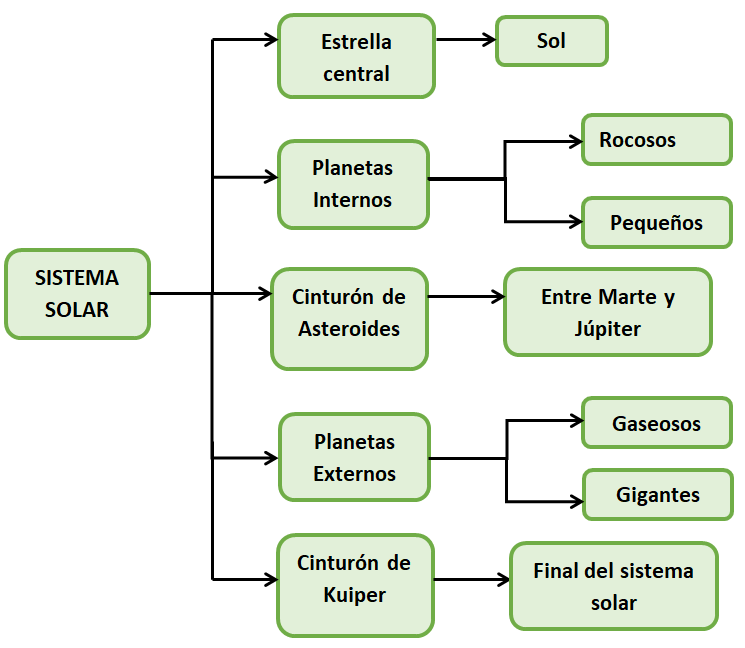 SISTEMA
SOLAR
Estrella
central
Sol
Planetas
Internos
Rocosos
Pequeños
Cinturón de
Asteroides
Entre Marte y
Júpiter
Planetas
Externos
Gaseosos
Gigantes
Cinturón de
Kuiper
Final del sistema
solar